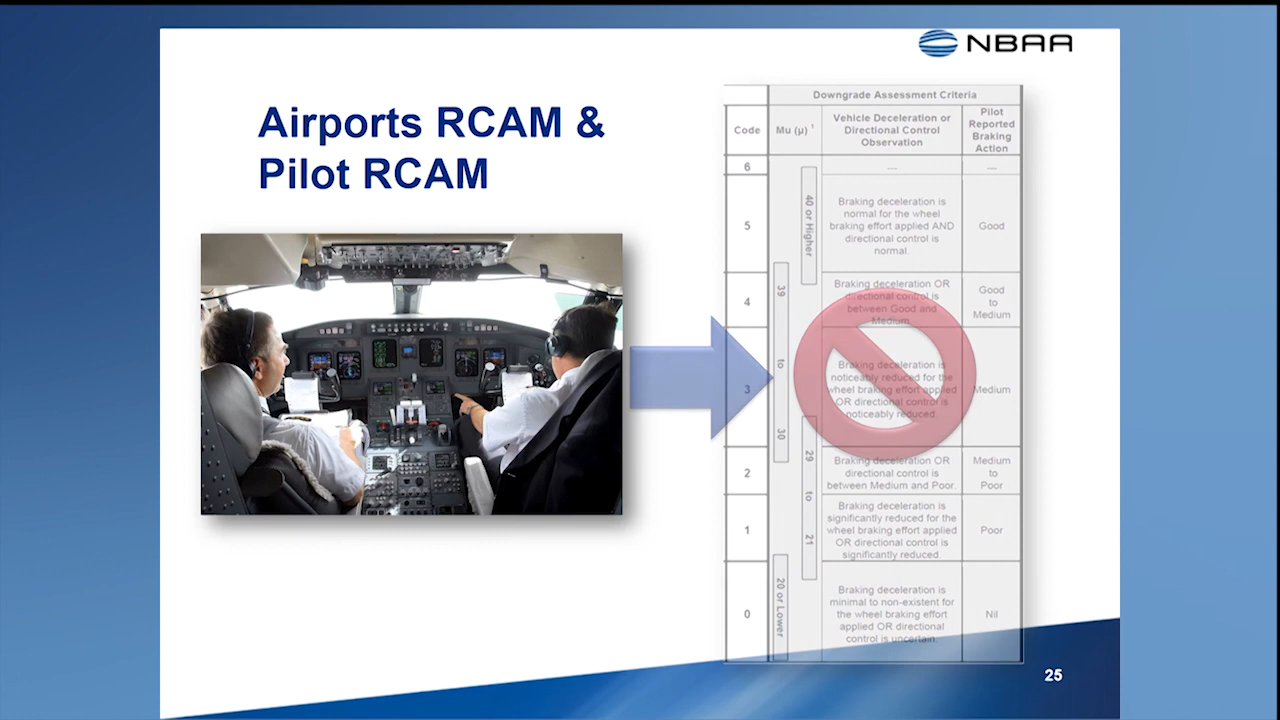 NBAA
Airports RCAM &
Pilot RCAM
Downgrade Assessment Criteria
Code
Mu (µ) 1
Vehicle Deceleration or
Directional Control
Observation
Pilot
Reported
Braking
Action
6
---
---
40 or Higher
5
Braking deceleration is
normal for the wheel
braking effort applied AND
directional control is
normal.
Good
39
to
30
4
Braking deceleration OR
directional control is
between Good and
Medium.
Good
to
Medium
3
Braking deceleration is
noticeably reduced for the
wheel braking effort applied
OR directional control is
noticeably reduced.
Medium
29
to
21
2
Braking deceleration OR
directional control is
between Medium and Poor.
Medium
to
Poor
1
Braking deceleration is
significantly reduced for the
wheel braking effort applied
OR directional control is
significantly reduced.
Poor
20 or Lower
0
Braking deceleration is
minimal to non-existent for
the wheel braking effort
applied OR directional
control is uncertain.
Nil
25